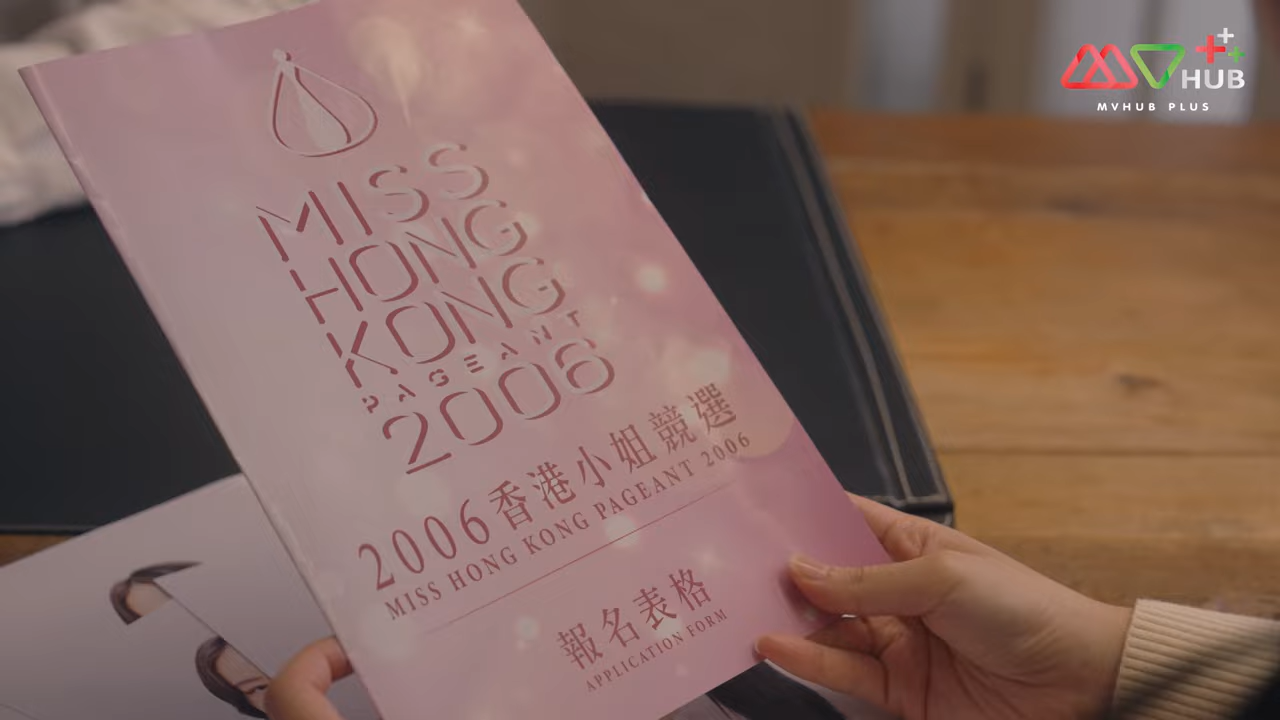 MISS
HONG
KONG
PAGEANT
2006
2006香港小姐競選
MISS HONG KONG PAGEANT 2006
報名表格
APPLICATION FORM
MV HUB
MVHUB PLUS